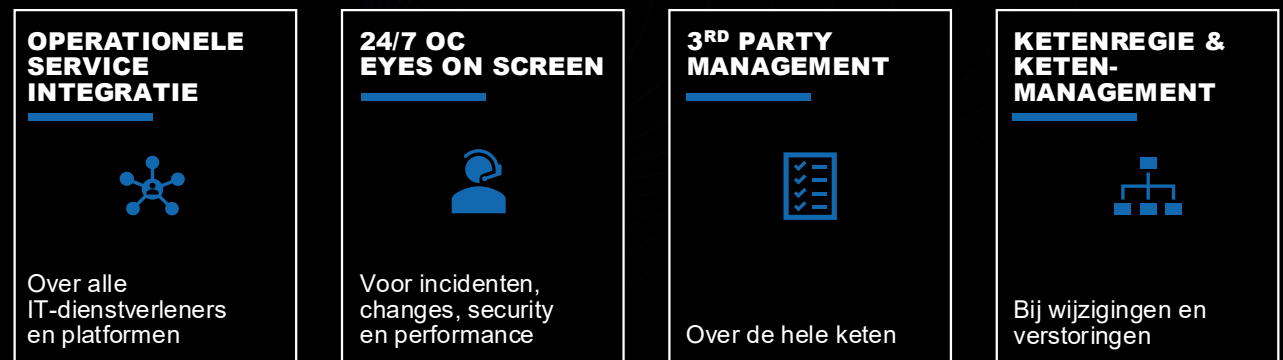 OPERATIONELE
SERVICE
INTEGRATIE
Over alle
IT-dienstverleners
en platformen
24/7 OC
EYES ON SCREEN
Voor incidenten,
changes, security
en performance
3RD PARTY
MANAGEMENT
Over de hele keten
KETENREGIE &
KETEN-
MANAGEMENT
Bij wijzigingen en
verstoringen